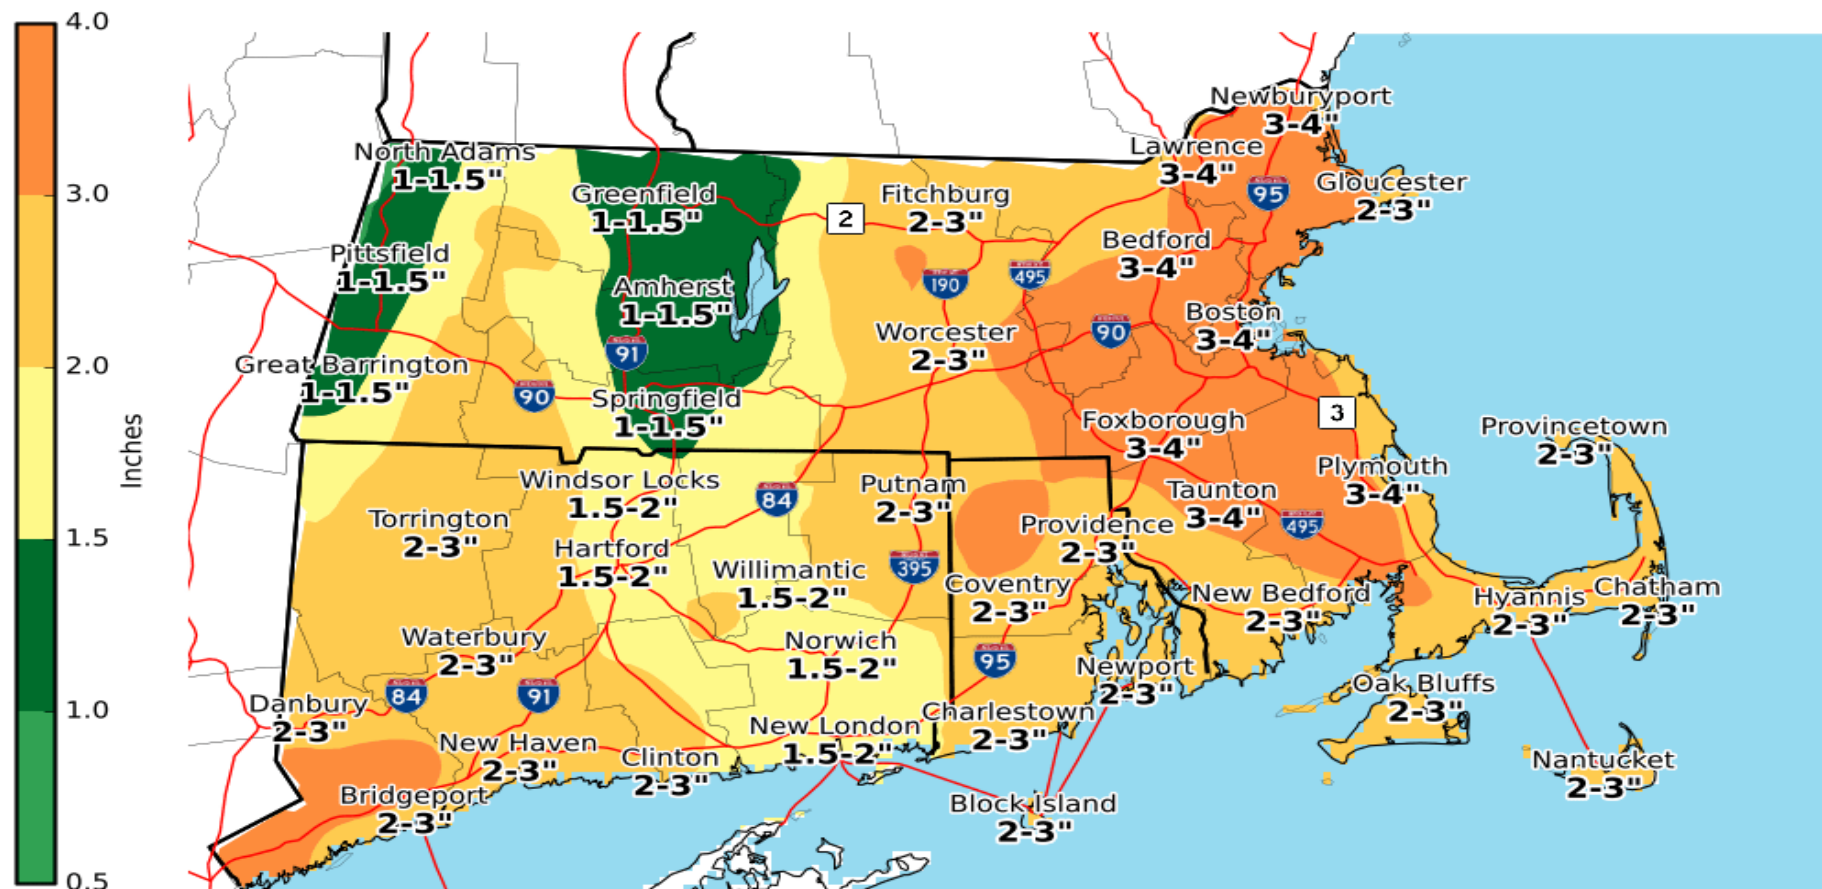 4.0
3.0
2.0
1.5
1.0
0.5
Inches
Newburyport
3-4"
North Adams
1-1.5"
Lawrence
3-4"
Greenfield
1-1.5"
Fitchburg
2-3"
95
Gloucester
2-3"
2
Pittsfield
1-1.5"
Bedford
3-4"
Amherst
1-1.5"
190
495
Boston
3-4"
Worcester
2-3"
90
91
Great Barrington
1-1.5"
90
Springfield
1-1.5"
3
Foxborough
3-4"
Provincetown
2-3"
Plymouth
3-4"
Windsor Locks
1.5-2"
84
Putnam
2-3"
Taunton
3-4"
495
Torrington
2-3"
Providence
2-3"
Hartford
1.5-2"
395
Willimantic
1.5-2"
Coventry
2-3"
New Bedford
2-3"
Hyannis
2-3"
Chatham
2-3"
Waterbury
2-3"
Norwich
1.5-2"
95
Newport
2-3"
84
91
Oak Bluffs
2-3"
Danbury
2-3"
Charlestown
2-3"
New London
1.5-2"
New Haven
2-3"
Clinton
2-3"
Nantucket
2-3"
Bridgeport
2-3"
Block Island
2-3"